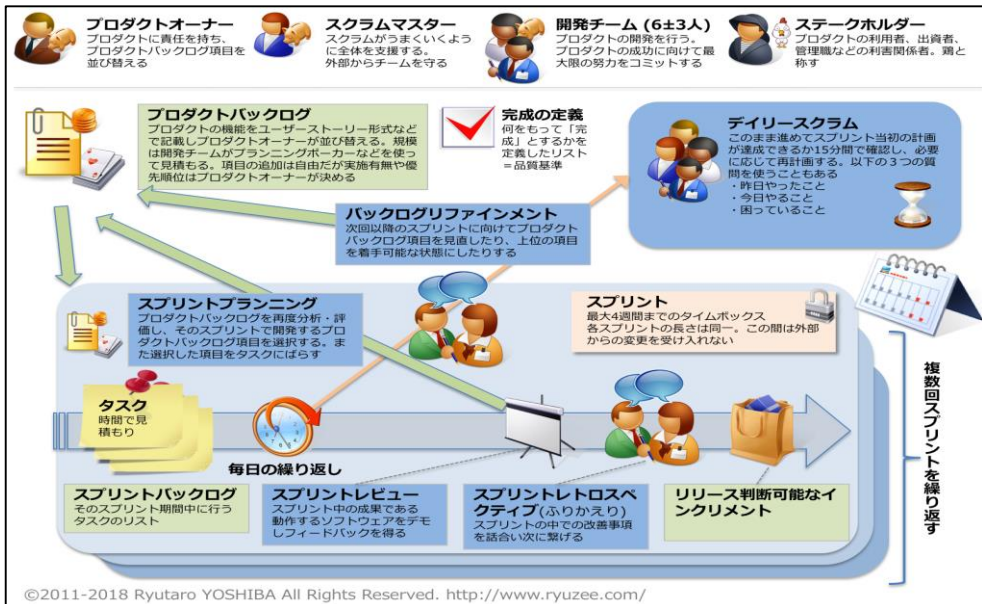 プロダクトオーナー
プロダクトに責任を持ち、
プロダクトバックログ項目を
並び替える
スクラムマスター
スクラムがうまくいくよう
に全体を支援する。
外部からチームを守る
開発チーム (6±3人)
プロダクトの開発を行う。
プロダクトの成功に向けて最
大限の努力をコミットする
ステークホルダー
プロダクトの利用者、出資者、
管理職などの利害関係者。鶏と
称す
プロダクトバックログ
プロダクトの機能をユーザーストーリー形式など
で記載しプロダクトオーナーが並び替える。規模
は開発チームがプランニングポーカーなどを使っ
て見積もる。項目の追加は自由だが実施有無や優
先順位はプロダクトオーナーが決める
完成の定義
何をもって「完
成」とするかを
定義したリスト
=品質基準
デイリースクラム
このまま進めてスプリント当初の計画
が達成できるか15分間で確認し、必要
に応じて再計画する。以下の３つの質
問を使うこともある
・昨日やったこと
・今日やること
・困っていること
バックログリファインメント
次回以降のスプリントに向けてプロダクト
バックログ項目を見直したり、上位の項目
を着手可能な状態にしたりする
スプリントプランニング
プロダクトバックログを再度分析・評
価し、そのスプリントで開発するプロ
ダクトバックログ項目を選択する。ま
た選択した項目をタスクにばらす
スプリント
最大4週間までのタイムボックス
各スプリントの長さは同一。この間は外部
からの変更を受け入れない
タスク
時間で見
積もり
毎日の繰り返し
スプリントバックログ
そのスプリント期間中に行う
タスクのリスト
スプリントレビュー
スプリント中の成果である
動作するソフトウェアをデモ
しフィードバックを得る
スプリントレトロスペ
クティブ(ふりかえり)
スプリントの中での改善事項
を話合い次に繋げる
リリース判断可能なイ
ンクリメント
複数回スプリントを繰り返す
©2011-2018 Ryutaro YOSHIBA All Rights Reserved. http://www.ryuzee.com/